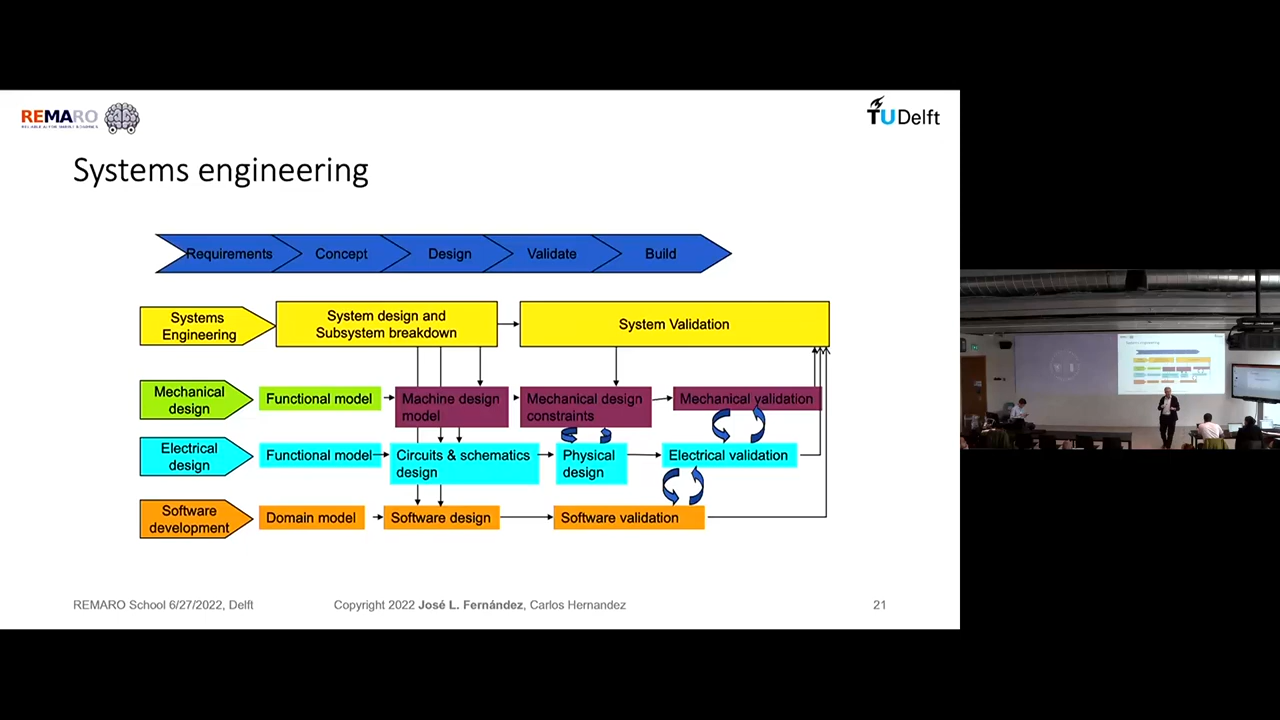 REMARO
TUDelft
Systems engineering
Requirements
Concept
Design
Validate
Build
Systems
Engineering
System design and
Subsystem breakdown
System Validation
Mechanical
design
Functional model
Machine design
model
Mechanical design
constraints
Mechanical validation
Electrical
design
Functional model
Circuits & schematics
design
Physical
design
Electrical validation
Software
development
Domain model
Software design
Software validation
REMARO School 6/27/2022, Delft
Copyright 2022 José L. Fernández, Carlos Hernandez
21
Systems engineering